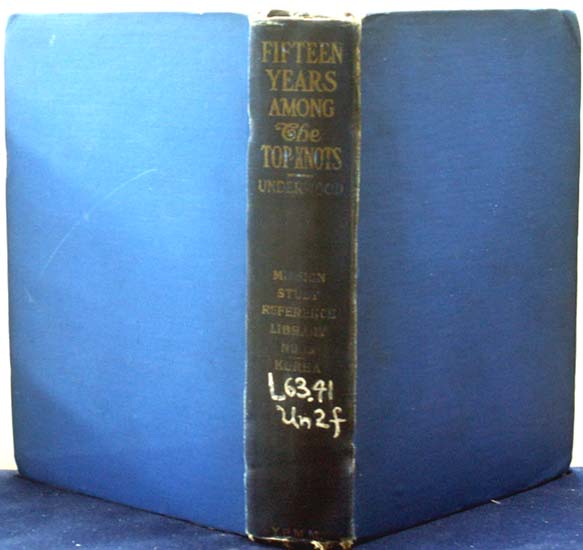 FIFTEEN
YEARS
AMONG
The
TOP-KNOTS
UNDERWOOD
MISSION
STUDY
REFERENCE
LIBRARY
KOREA
L63.41
Un2f